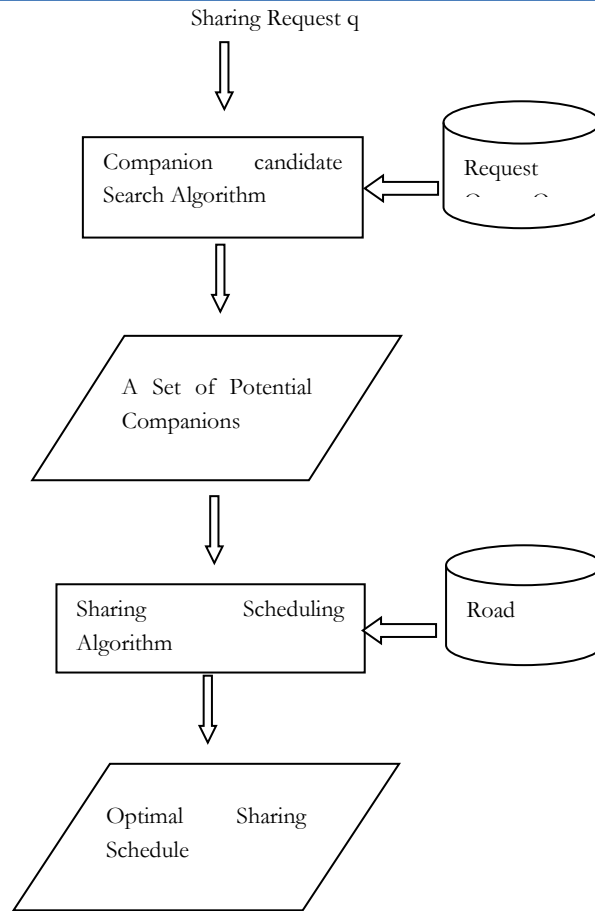 Sharing Request q
Companion candidate
Search Algorithm
Request
A Set of Potential
Companions
Sharing Scheduling
Algorithm
Road
Optimal Sharing
Schedule